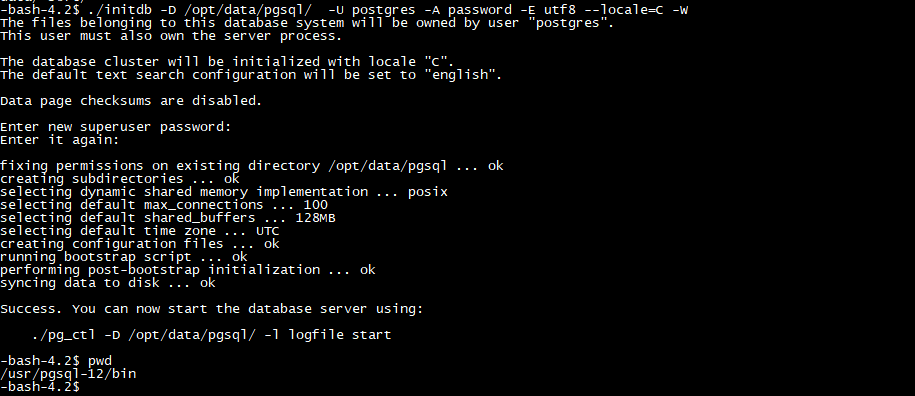 -bash-4.2$ ./initdb -D /opt/data/pgsql/  -U postgres -A password -E utf8 --locale=C -W
The files belonging to this database system will be owned by user "postgres".
This user must also own the server process.
The database cluster will be initialized with locale "C".
The default text search configuration will be set to "english".
Data page checksums are disabled.
Enter new superuser password:
Enter it again:
fixing permissions on existing directory /opt/data/pgsql ... ok
creating subdirectories ... ok
selecting dynamic shared memory implementation ... posix
selecting default max_connections ... 100
selecting default shared_buffers ... 128MB
selecting default time zone ... UTC
creating configuration files ... ok
running bootstrap script ... ok
performing post-bootstrap initialization ... ok
syncing data to disk ... ok
Success. You can now start the database server using:
    ./pg_ctl -D /opt/data/pgsql/ -l logfile start
-bash-4.2$ pwd
/usr/pgsql-12/bin
-bash-4.2$